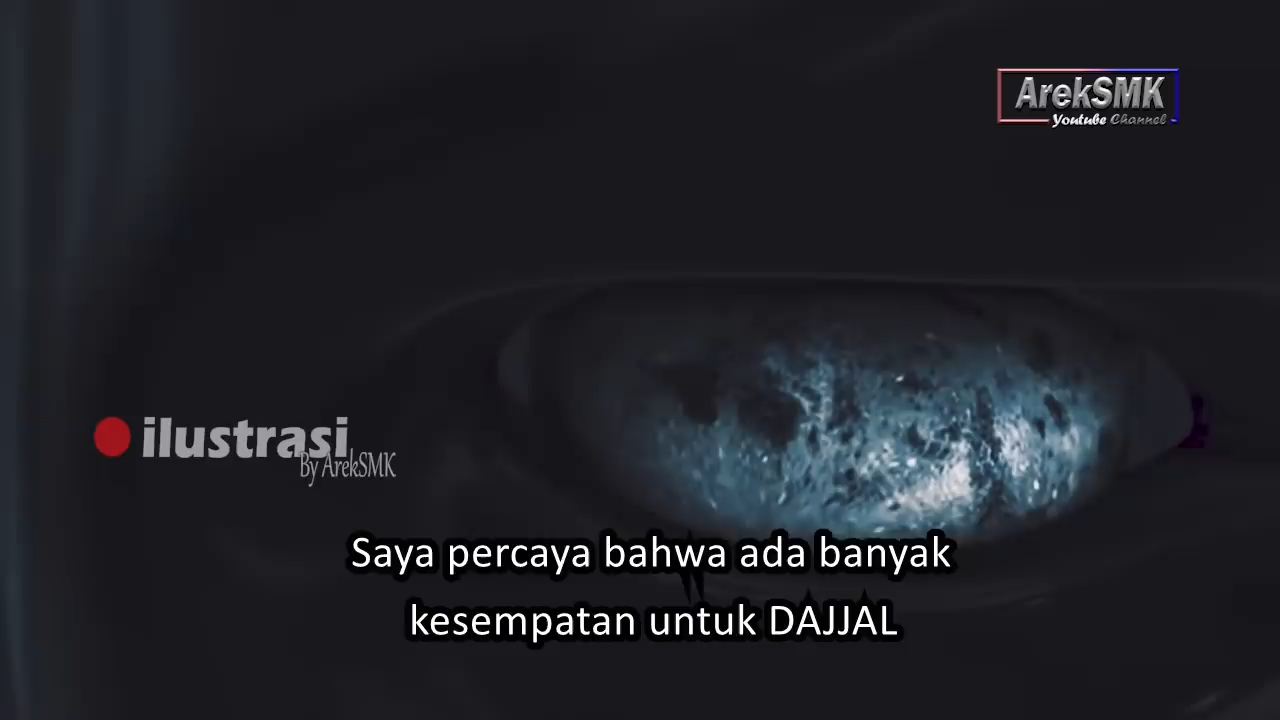 ArekSMK
Youtube Channel
ilustrasi
By ArekSMK
Saya percaya bahwa ada banyak
kesempatan untuk DAJJAL